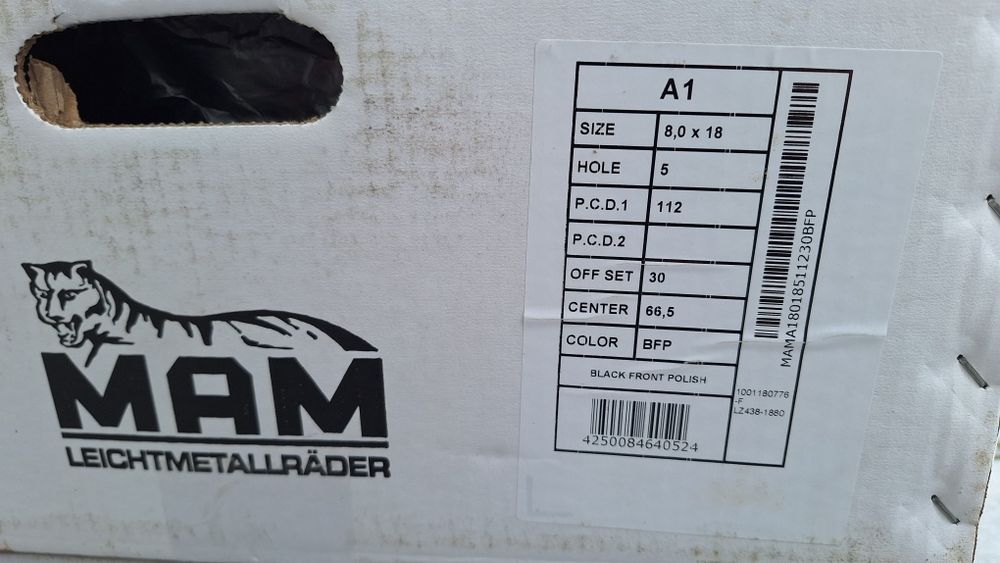 MAM
LEICHTMETALLRÄDER
A1
SIZE 8,0 x 18
HOLE 5
P.C.D.1 112
P.C.D.2
OFF SET 30
CENTER 66,5
COLOR BFP
BLACK FRONT POLISH
4250084640524
MAMA18018511230BFP
1001180776
-F
LZ438-1880